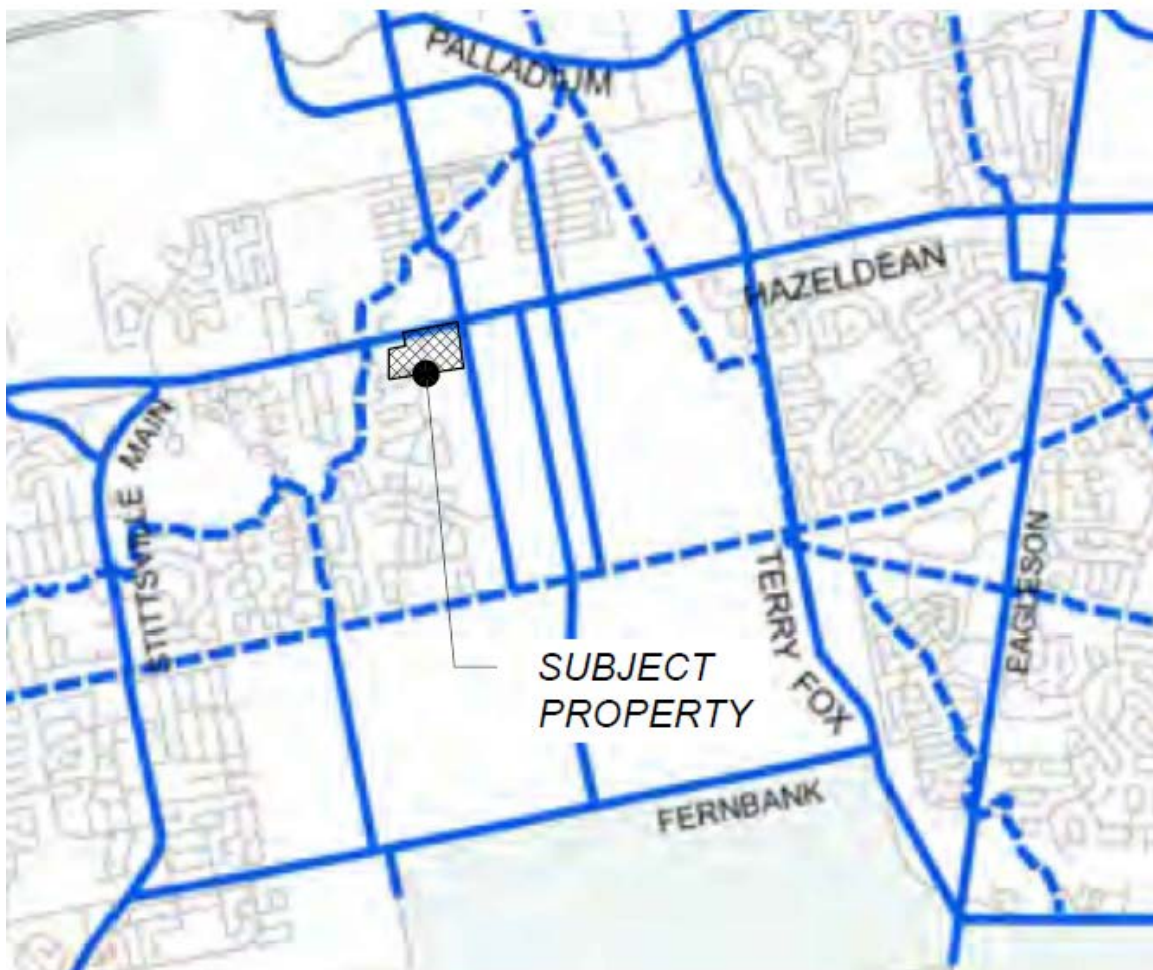 PALLADIUM
HAZELDEAN
STITTSVILLE MAIN
SUBJECT
PROPERTY
TERRY FOX
EAGLESON
FERNBANK